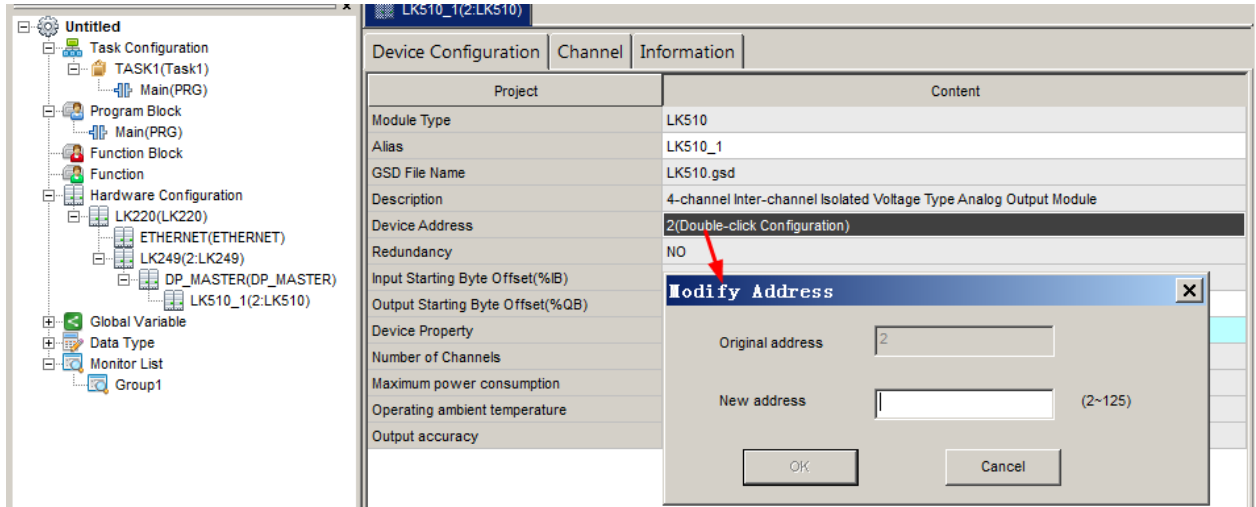 x
Untitled
Task Configuration
TASK1(Task1)
Main(PRG)
Program Block
Main(PRG)
Function Block
Function
Hardware Configuration
LK220(LK220)
ETHERNET(ETHERNET)
LK249(2:LK249)
DP_MASTER(DP_MASTER)
LK510_1(2:LK510)
Global Variable
Data Type
Monitor List
Group1
LK510_1(2:LK510)
Device Configuration Channel Information
Project Content
Module Type LK510
Alias LK510_1
GSD File Name LK510.gsd
Description 4-channel Inter-channel Isolated Voltage Type Analog Output Module
Device Address 2(Double-click Configuration)
Redundancy NO
Input Starting Byte Offset(%IB)
Output Starting Byte Offset(%QB)
Device Property
Number of Channels
Maximum power consumption
Operating ambient temperature
Output accuracy
Modify Address
Original address 2
New address (2~125)
OK Cancel